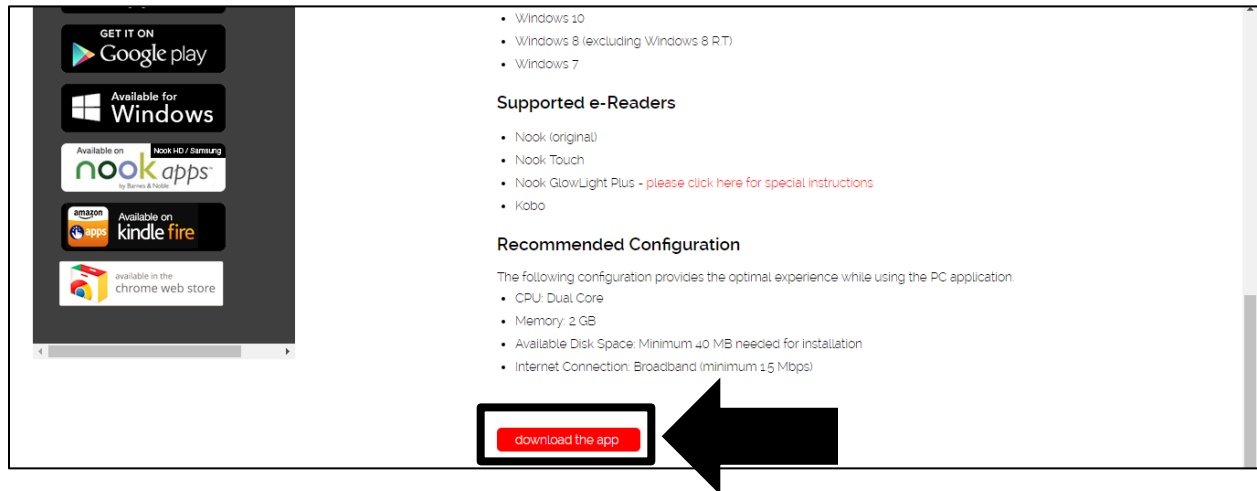 GET IT ON
Google play
Available for
Windows
Available on
Nook HD / Samsung
nook apps
by Barnes & Noble
amazon
apps
Available on
kindle fire
available in the
chrome web store
• Windows 10
• Windows 8 (excluding Windows 8 RT)
• Windows 7
Supported e-Readers
• Nook (original)
• Nook Touch
• Nook GlowLight Plus - please click here for special instructions
• Kobo
Recommended Configuration
The following configuration provides the optimal experience while using the PC application.
• CPU: Dual Core
• Memory: 2 GB
• Available Disk Space: Minimum 40 MB needed for installation
• Internet Connection: Broadband (minimum 1.5 Mbps)
download the app